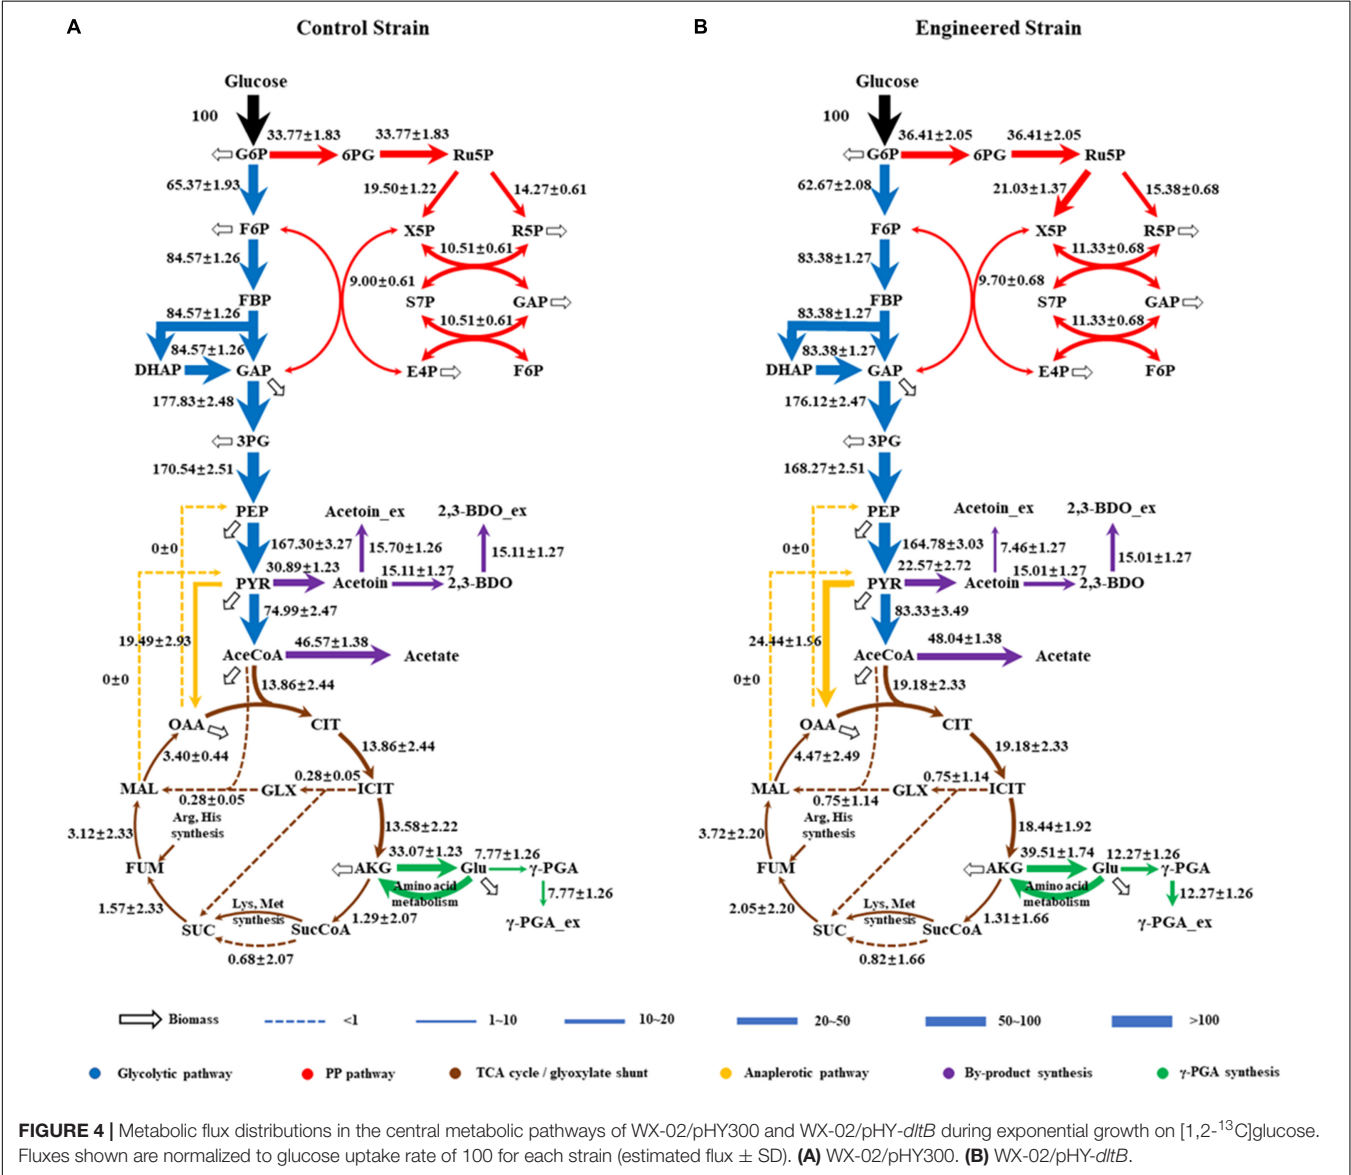 A
Control Strain
Glucose
100
33.77±1.83
33.77±1.83
G6P
6PG
Ru5P
65.37±1.93
19.50±1.22
14.27±0.61
F6P
X5P
R5P
10.51±0.61
84.57±1.26
9.00±0.61
FBP
S7P
GAP
84.57±1.26
10.51±0.61
84.57±1.26
DHAP
GAP
E4P
F6P
177.83±2.48
3PG
170.54±2.51
PEP
Acetoin_ex
2,3-BDO_ex
0±0
167.30±3.27
15.70±1.26
15.11±1.27
30.89±1.23
15.11±1.27
PYR
Acetoin
2,3-BDO
74.99±2.47
19.49±2.93
46.57±1.38
AceCoA
Acetate
0±0
13.86±2.44
OAA
CIT
3.40±0.44
13.86±2.44
0.28±0.05
MAL
GLX
ICIT
0.28±0.05
Arg, His
synthesis
3.12±2.33
13.58±2.22
33.07±1.23
7.77±1.26
FUM
AKG
Glu
γ-PGA
Amino acid
metabolism
7.77±1.26
1.57±2.33
Lys, Met
synthesis
1.29±2.07
SUC
SucCoA
γ-PGA_ex
0.68±2.07
B
Engineered Strain
Glucose
100
36.41±2.05
36.41±2.05
G6P
6PG
Ru5P
62.67±2.08
21.03±1.37
15.38±0.68
F6P
X5P
R5P
11.33±0.68
83.38±1.27
9.70±0.68
FBP
S7P
GAP
83.38±1.27
11.33±0.68
83.38±1.27
DHAP
GAP
E4P
F6P
176.12±2.47
3PG
168.27±2.51
PEP
Acetoin_ex
2,3-BDO_ex
0±0
164.78±3.03
7.46±1.27
15.01±1.27
22.57±2.72
15.01±1.27
PYR
Acetoin
2,3-BDO
83.33±3.49
24.44±1.96
48.04±1.38
AceCoA
Acetate
0±0
19.18±2.33
OAA
CIT
4.47±2.49
19.18±2.33
0.75±1.14
MAL
GLX
ICIT
0.75±1.14
Arg, His
synthesis
3.72±2.20
18.44±1.92
39.51±1.74
12.27±1.26
FUM
AKG
Glu
γ-PGA
Amino acid
metabolism
12.27±1.26
2.05±2.20
Lys, Met
synthesis
1.31±1.66
SUC
SucCoA
γ-PGA_ex
0.82±1.66
Biomass <1 1~10 10~20 20~50 50~100 >100
Glycolytic pathway PP pathway TCA cycle / glyoxylate shunt Anaplerotic pathway By-product synthesis γ-PGA synthesis
FIGURE 4 | Metabolic flux distributions in the central metabolic pathways of WX-02/pHY300 and WX-02/pHY-dltB during exponential growth on [1,2-¹³C]glucose.
Fluxes shown are normalized to glucose uptake rate of 100 for each strain (estimated flux ± SD). (A) WX-02/pHY300. (B) WX-02/pHY-dltB.